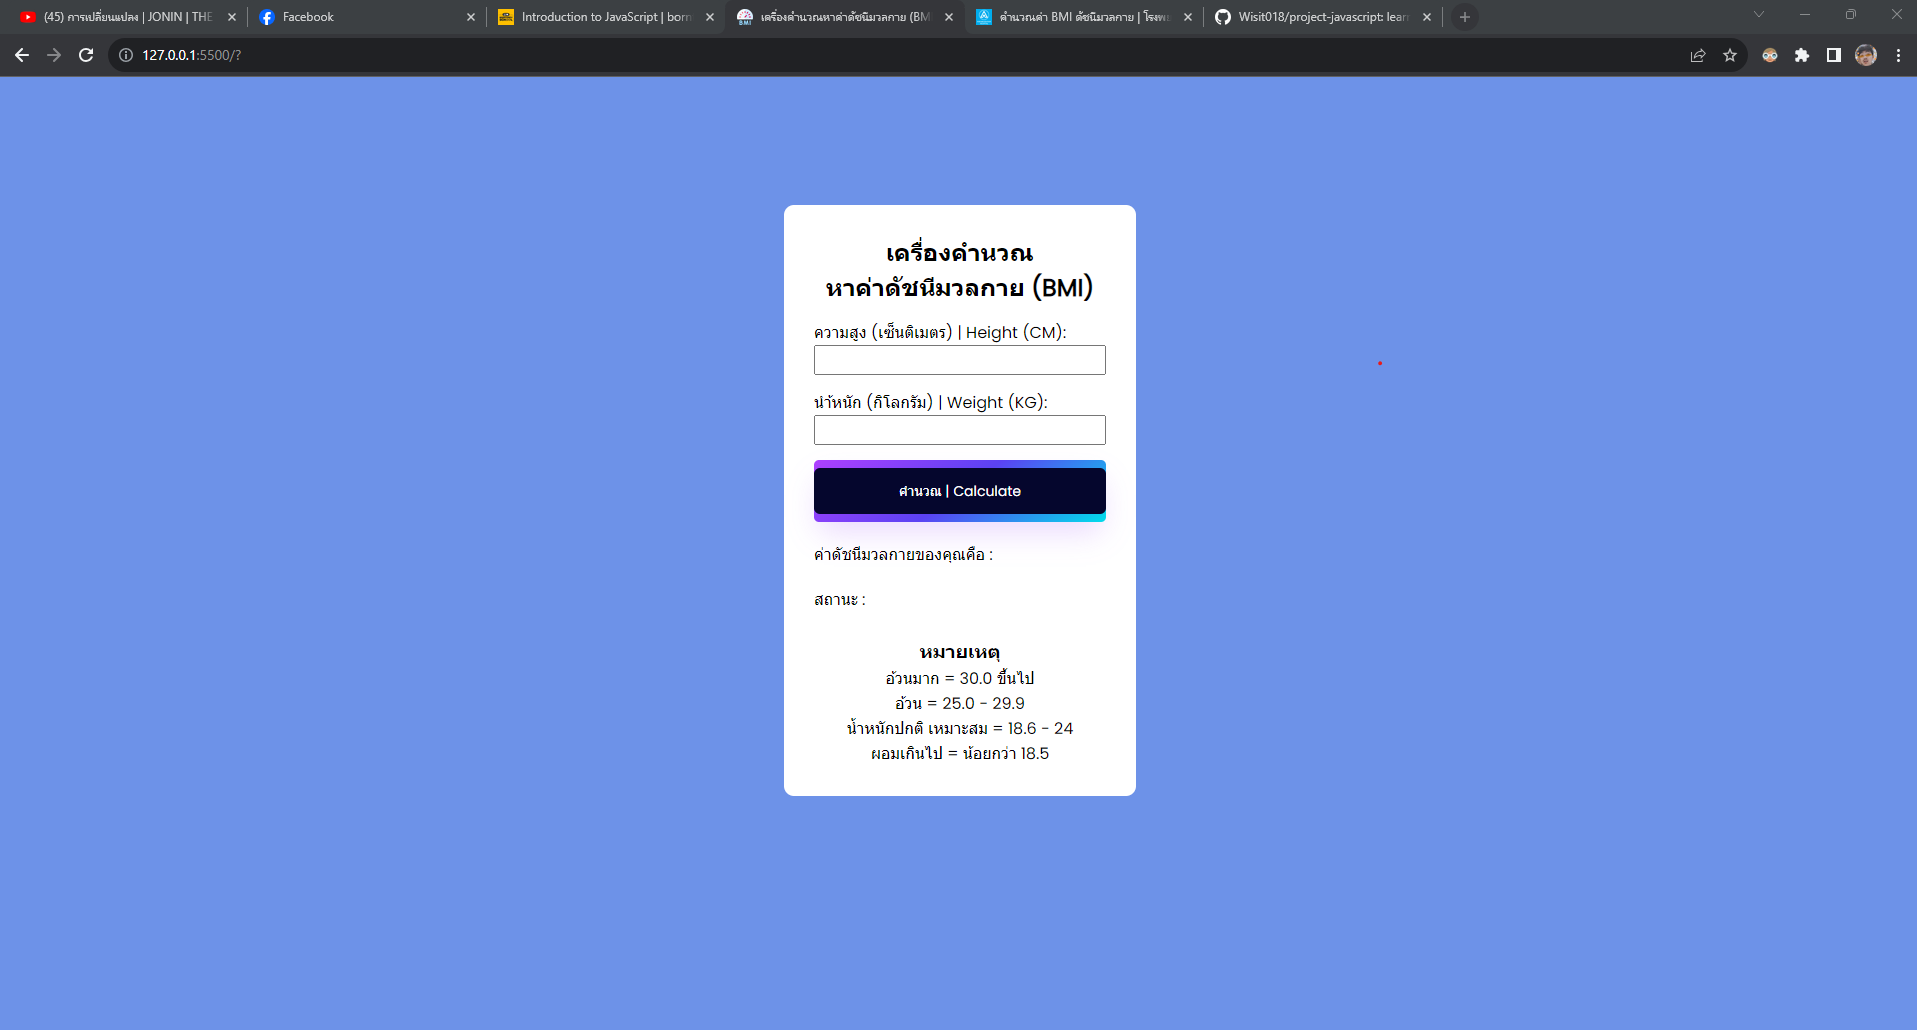 (45) การเปลี่ยนแปลง | JONIN | THE
Facebook
Introduction to JavaScript | born
เครื่องคำนวณหาค่าดัชนีมวลกาย (BM
คำนวณค่า BMI ดัชนีมวลกาย | โรงพย
Wisit018/project-javascript: lear
127.0.0.1:5500/?
เครื่องคำนวณ
หาค่าดัชนีมวลกาย (BMI)
ความสูง (เซ็นติเมตร) | Height (CM):
นำ้หนัก (กิโลกรัม) | Weight (KG):
คำนวณ | Calculate
ค่าดัชนีมวลกายของคุณคือ :
สถานะ :
หมายเหตุ
อ้วนมาก = 30.0 ขึ้นไป
อ้วน = 25.0 - 29.9
น้ำหนักปกติ เหมาะสม = 18.6 - 24
ผอมเกินไป = น้อยกว่า 18.5